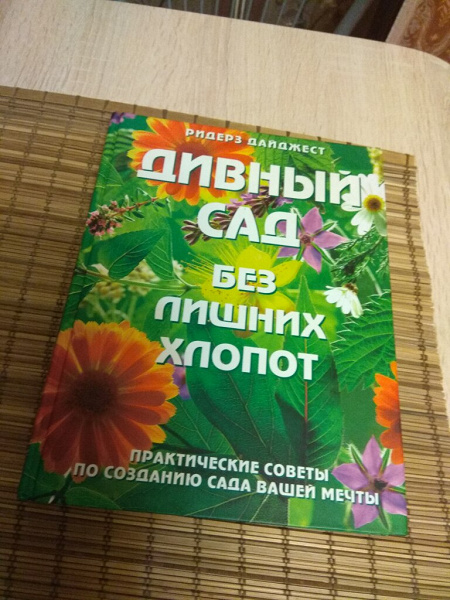 РИДЕРЗ ДАЙДЖЕСТ
ДИВНЫЙ
САД
БЕЗ
ЛИШНИХ
ХЛОПОТ
ПРАКТИЧЕСКИЕ СОВЕТЫ
ПО СОЗДАНИЮ САДА ВАШЕЙ МЕЧТЫ